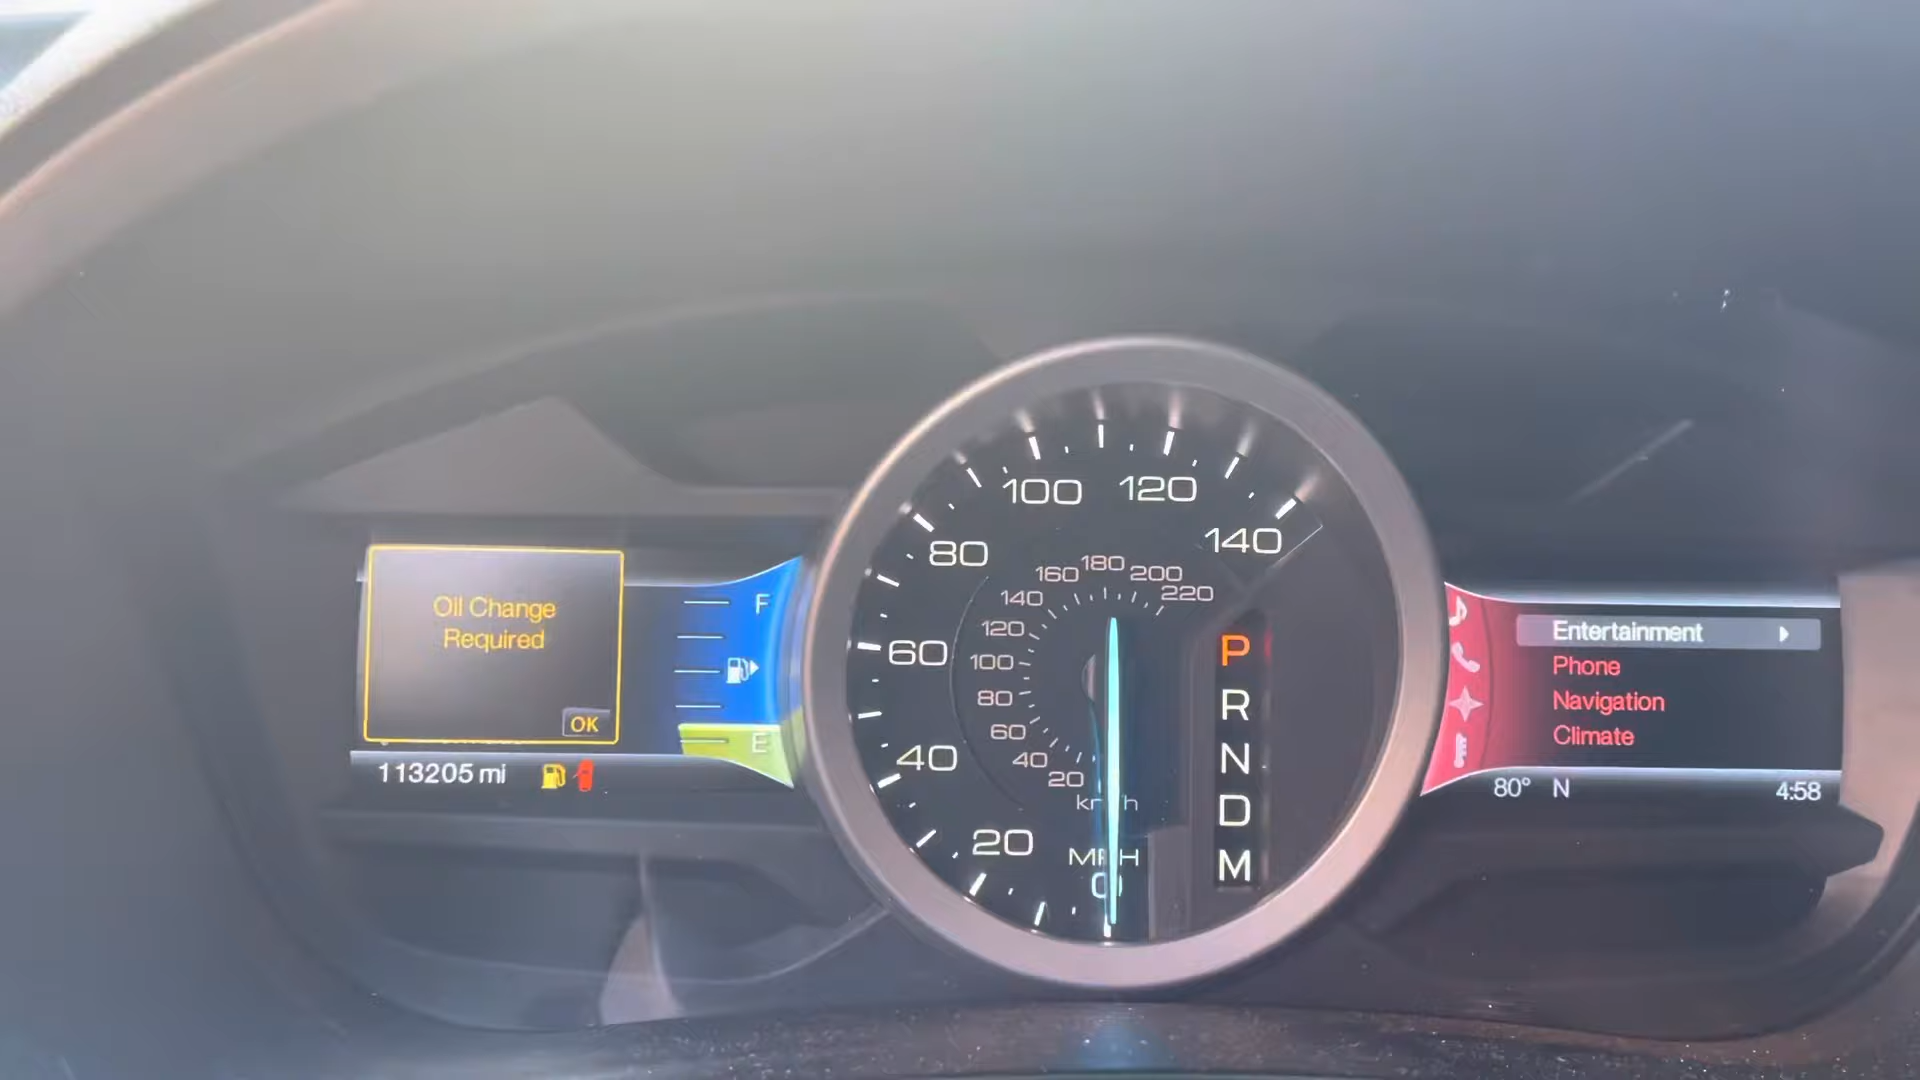 Oil Change
Required
OK
F
E
113205 mi
100
120
80
140
60
40
20
MPH
0
180
160
200
140
220
120
100
80
60
40
20
km/h
P
R
N
D
M
Entertainment
Phone
Navigation
Climate
80° N
4:58